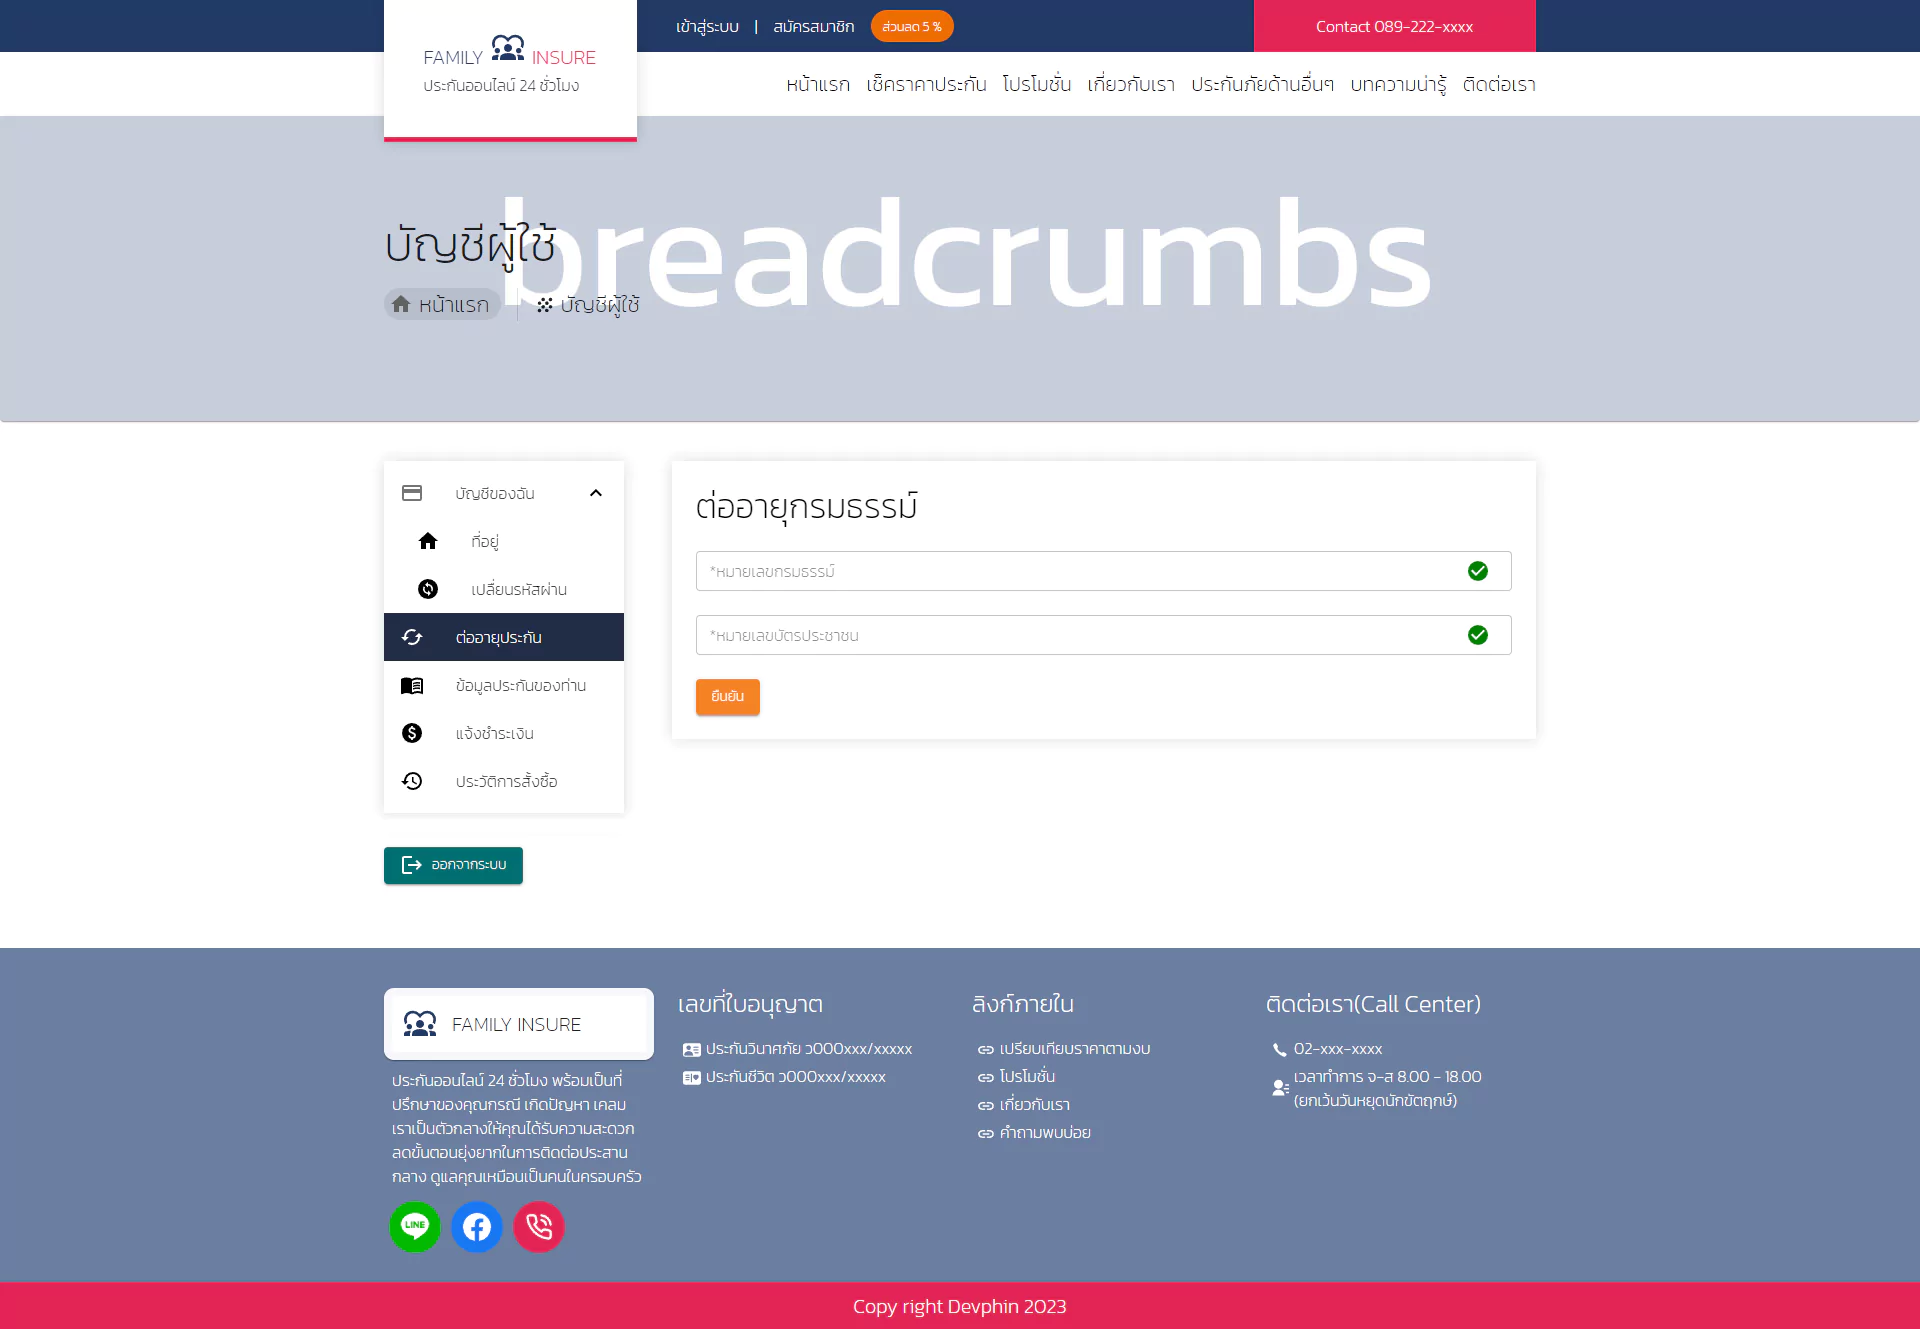 เข้าสู่ระบบ | สมัครสมาชิก ส่วนลด 5 % Contact 089-222-xxxx
FAMILY INSURE
ประกันออนไลน์ 24 ชั่วโมง
หน้าแรก เช็คราคาประกัน โปรโมชั่น เกี่ยวกับเรา ประกันภัยด้านอื่นๆ บทความน่ารู้ ติดต่อเรา
breadcrumbs
บัญชีผู้ใช้
หน้าแรก บัญชีผู้ใช้
บัญชีของฉัน
ที่อยู่
เปลี่ยนรหัสผ่าน
ต่ออายุประกัน
ข้อมูลประกันของท่าน
แจ้งชำระเงิน
ประวัติการสั้งซื้อ
ออกจากระบบ
ต่ออายุกรมธรรม์
*หมายเลขกรมธรรม์
*หมายเลขบัตรประชาชน
ยืนยัน
FAMILY INSURE
ประกันออนไลน์ 24 ชั่วโมง พร้อมเป็นที่
ปรึกษาของคุณกรณี เกิดปัญหา เคลม
เราเป็นตัวกลางให้คุณได้รับความสะดวก
ลดขั้นตอนยุ่งยากในการติดต่อประสาน
กลาง ดูแลคุณเหมือนเป็นคนในครอบครัว
LINE
เลขที่ใบอนุญาต
ประกันวินาศภัย ว000xxx/xxxxx
ประกันชีวิต ว000xxx/xxxxx
ลิงก์ภายใน
เปรียบเทียบราคาตามงบ
โปรโมชั่น
เกี่ยวกับเรา
คำถามพบบ่อย
ติดต่อเรา(Call Center)
02-xxx-xxxx
เวลาทำการ จ-ส 8.00 - 18.00
(ยกเว้นวันหยุดนักขัตฤกษ์)
Copy right Devphin 2023